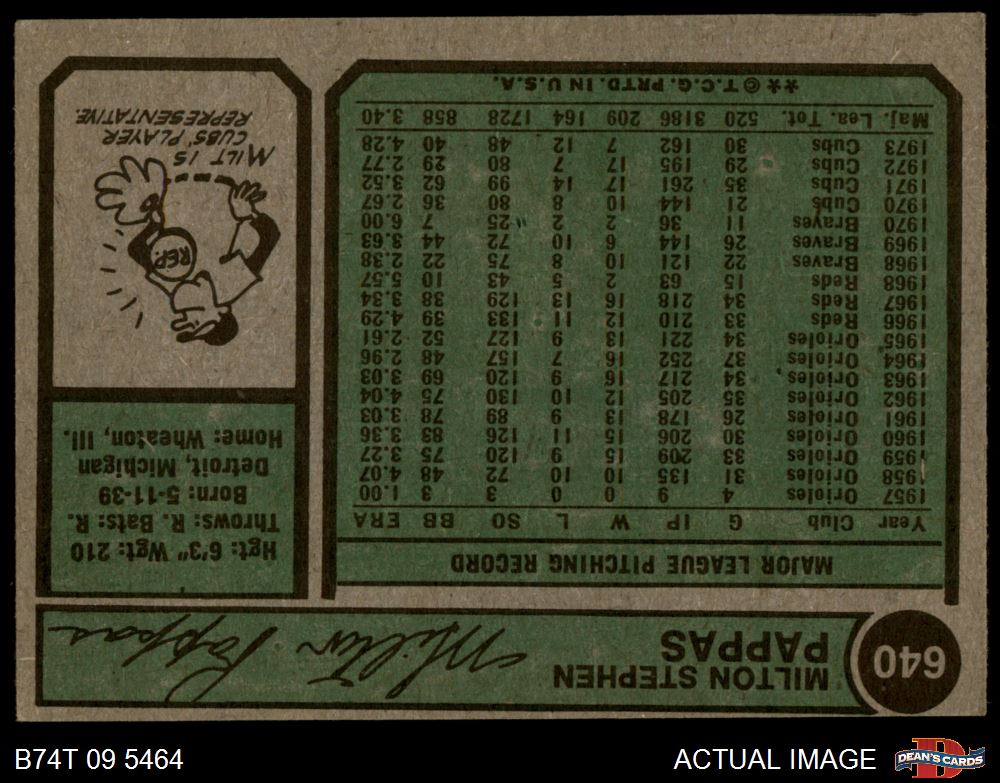 640
MILTON STEPHEN
PAPPAS
Milton Pappas
MAJOR LEAGUE PITCHING RECORD
Year Club G IP W L SO BB ERA
1957 Orioles 4 9 0 0 3 3 1.00
1958 Orioles 31 135 10 10 72 48 4.07
1959 Orioles 33 209 15 9 120 75 3.27
1960 Orioles 30 206 15 11 126 83 3.36
1961 Orioles 26 178 13 9 89 78 3.03
1962 Orioles 35 205 12 10 130 75 4.04
1963 Orioles 34 217 16 9 120 69 3.03
1964 Orioles 37 252 16 7 157 48 2.96
1965 Orioles 34 221 13 9 127 52 2.61
1966 Reds 33 210 12 11 133 39 4.29
1967 Reds 34 218 16 13 129 38 3.34
1968 Reds 15 63 2 5 43 10 5.57
1968 Braves 22 121 10 8 75 22 2.38
1969 Braves 26 144 6 10 72 44 3.63
1970 Braves 11 36 2 2 25 7 6.00
1970 Cubs 21 144 10 8 80 36 2.67
1971 Cubs 35 261 17 14 99 62 3.52
1972 Cubs 29 195 17 7 80 29 2.77
1973 Cubs 30 162 7 12 48 40 4.28
Maj. Lea. Tot. 520 3186 209 164 1728 858 3.40
★★ © T.C.G. PRTD. IN U.S.A.
Hgt: 6'3" Wgt: 210
Throws: R. Bats: R.
Born: 5-11-39
Detroit, Michigan
Home: Wheaton, Ill.
REP.
MILT IS
CUBS' PLAYER
REPRESENTATIVE.
B74T 09 5464
ACTUAL IMAGE
D
DEAN'S CARDS